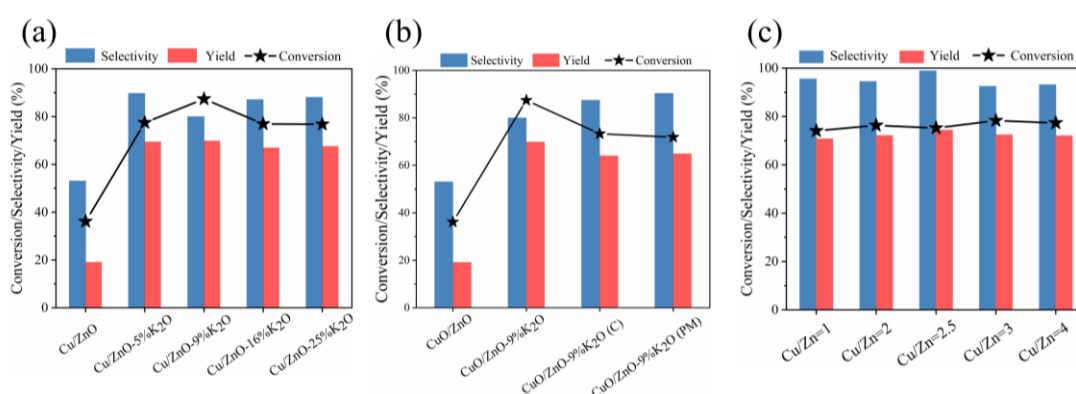 (a)
Selectivity Yield Conversion
Conversion/Selectivity/Yield (%)
100
80
60
40
20
0
Cu/ZnO
Cu/ZnO-5%K2O
Cu/ZnO-9%K2O
Cu/ZnO-16%K2O
Cu/ZnO-25%K2O
(b)
Selectivity Yield Conversion
Conversion/Selectivity/Yield (%)
100
80
60
40
20
0
CuO/ZnO
CuO/ZnO-9%K2O
CuO/ZnO-9%K2O (C)
CuO/ZnO-9%K2O (PM)
(c)
Selectivity Yield Conversion
Conversion/Selectivity/Yield (%)
100
80
60
40
20
0
Cu/Zn=1
Cu/Zn=2
Cu/Zn=2.5
Cu/Zn=3
Cu/Zn=4